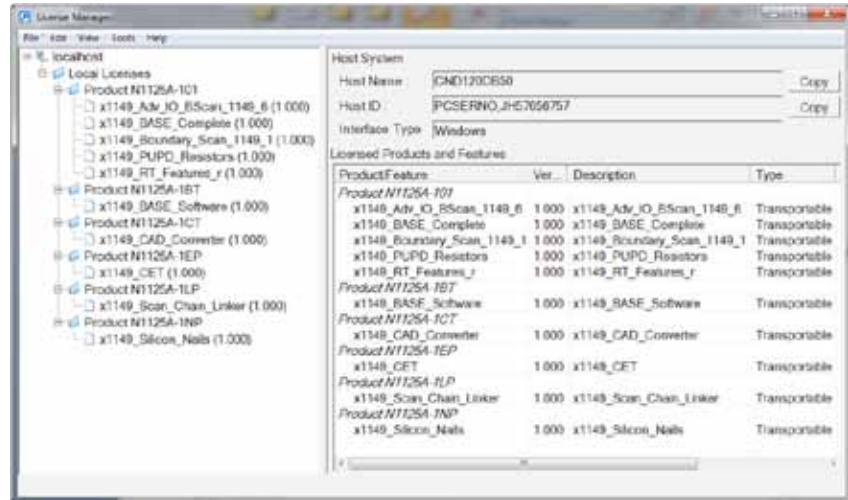 License Manager
File Edit View Tools Help
localhost
Local Licenses
Product N1125A-1C1
x1149_Adv_IO_BScan_1149_6 (1.000)
x1149_BASE_Complete (1.000)
x1149_Boundary_Scan_1149_1 (1.000)
x1149_PUPD_Resistors (1.000)
x1149_RT_Features_r (1.000)
Product N1125A-1BT
x1149_BASE_Software (1.000)
Product N1125A-1CT
x1149_CAD_Converter (1.000)
Product N1125A-1EP
x1149_CET (1.000)
Product N1125A-1LP
x1149_Scan_Chain_Linker (1.000)
Product N1125A-1NP
x1149_Silicon_Nails (1.000)
Host System
Host Name CND120CB50 Copy
Host ID PCSERNO,JH57056757 Copy
Interface Type Windows
Licensed Products and Features
Product/Feature Ver... Description Type
Product N1125A-101
x1149_Adv_IO_BScan_1149_6 1.000 x1149_Adv_IO_BScan_1149_6 Transportable
x1149_BASE_Complete 1.000 x1149_BASE_Complete Transportable
x1149_Boundary_Scan_1149_1 1.000 x1149_Boundary_Scan_1149_1 Transportable
x1149_PUPD_Resistors 1.000 x1149_PUPD_Resistors Transportable
x1149_RT_Features_r 1.000 x1149_RT_Features_r Transportable
Product N1125A-1BT
x1149_BASE_Software 1.000 x1149_BASE_Software Transportable
Product N1125A-1CT
x1149_CAD_Converter 1.000 x1149_CAD_Converter Transportable
Product N1125A-1EP
x1149_CET 1.000 x1149_CET Transportable
Product N1125A-1LP
x1149_Scan_Chain_Linker 1.000 x1149_Scan_Chain_Linker Transportable
Product N1125A-1NP
x1149_Silicon_Nails 1.000 x1149_Silicon_Nails Transportable